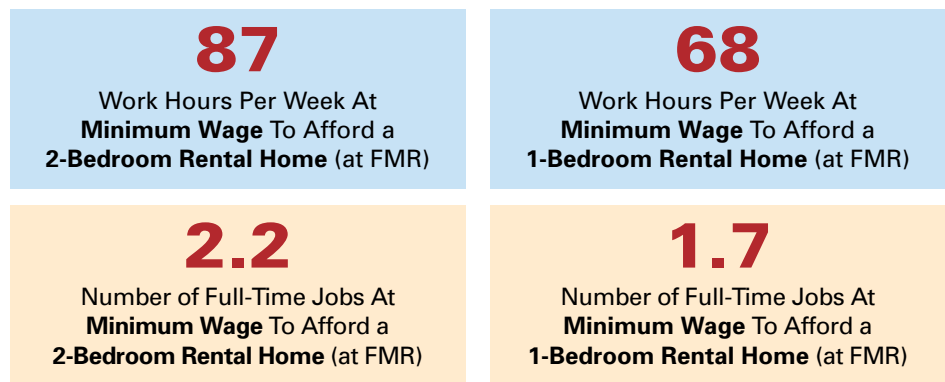 87
Work Hours Per Week At
Minimum Wage To Afford a
2-Bedroom Rental Home (at FMR)
68
Work Hours Per Week At
Minimum Wage To Afford a
1-Bedroom Rental Home (at FMR)
2.2
Number of Full-Time Jobs At
Minimum Wage To Afford a
2-Bedroom Rental Home (at FMR)
1.7
Number of Full-Time Jobs At
Minimum Wage To Afford a
1-Bedroom Rental Home (at FMR)